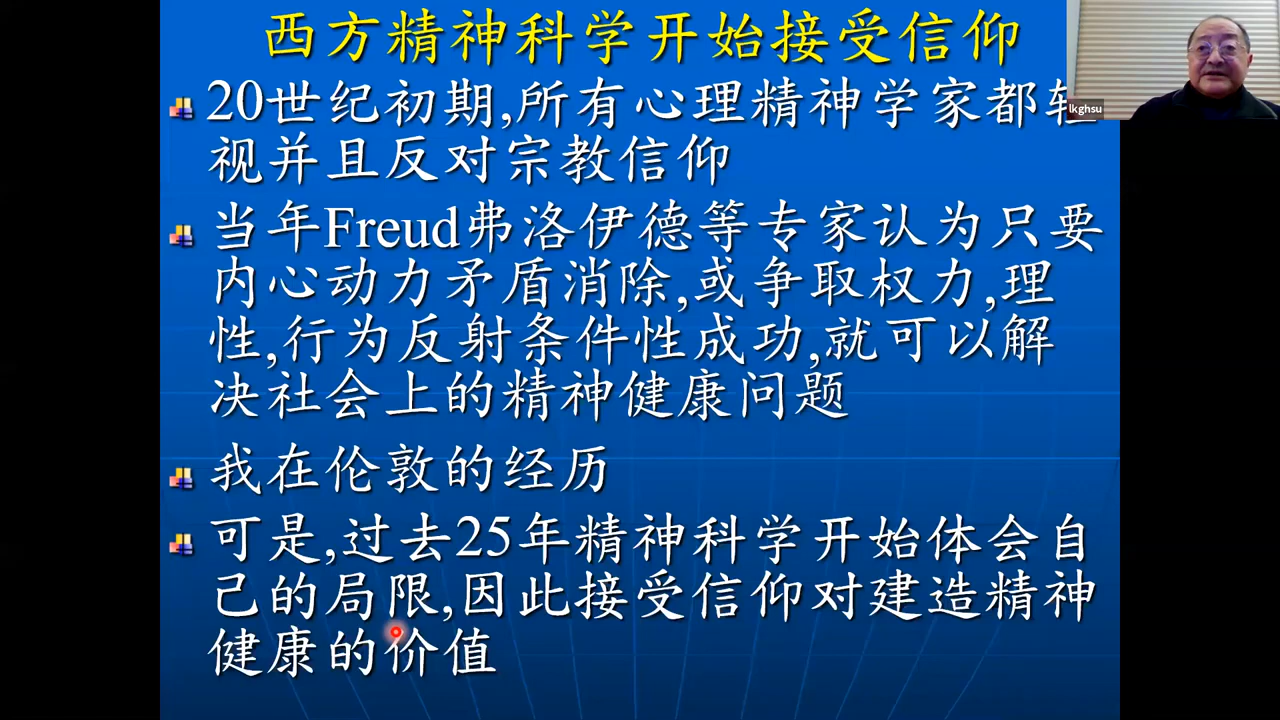 西方精神科学开始接受信仰
20世纪初期,所有心理精神学家都轻
视并且反对宗教信仰
当年Freud弗洛伊德等专家认为只要
内心动力矛盾消除,或争取权力,理
性,行为反射条件性成功,就可以解
决社会上的精神健康问题
我在伦敦的经历
可是,过去25年精神科学开始体会自
己的局限,因此接受信仰对建造精神
健康的价值
lkghsu